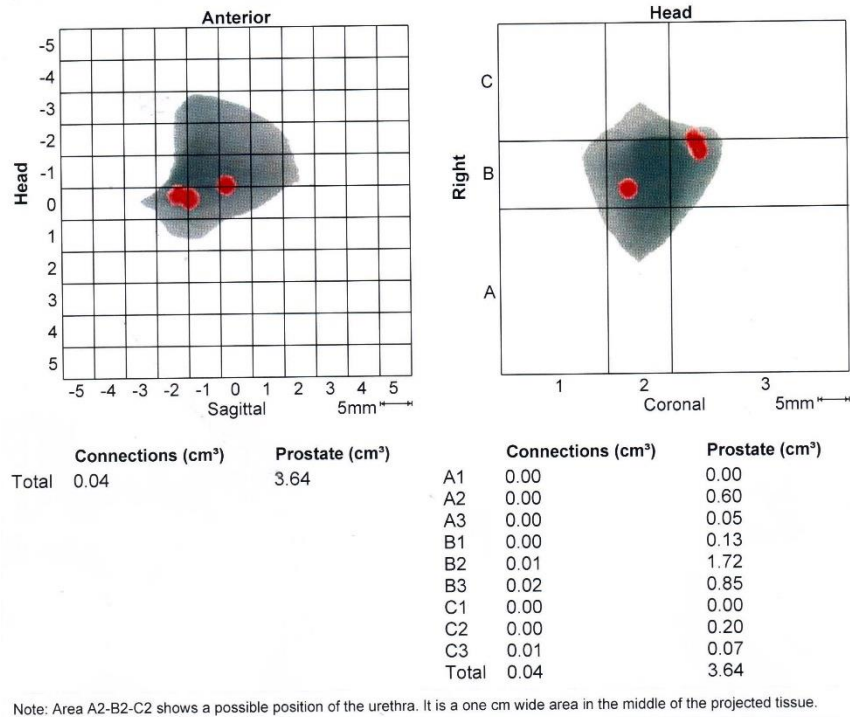 Anterior
Head
-5
-4
-3
-2
-1
0
1
2
3
4
5
-5 -4 -3 -2 -1 0 1 2 3 4 5
Sagittal 5mm
Head
Right
C
B
A
1 2 3
Coronal 5mm
Connections (cm³) Prostate (cm³)
Total 0.04 3.64
Connections (cm³) Prostate (cm³)
A1 0.00 0.00
A2 0.00 0.60
A3 0.00 0.05
B1 0.00 0.13
B2 0.01 1.72
B3 0.02 0.85
C1 0.00 0.00
C2 0.00 0.20
C3 0.01 0.07
Total 0.04 3.64
Note: Area A2-B2-C2 shows a possible position of the urethra. It is a one cm wide area in the middle of the projected tissue.